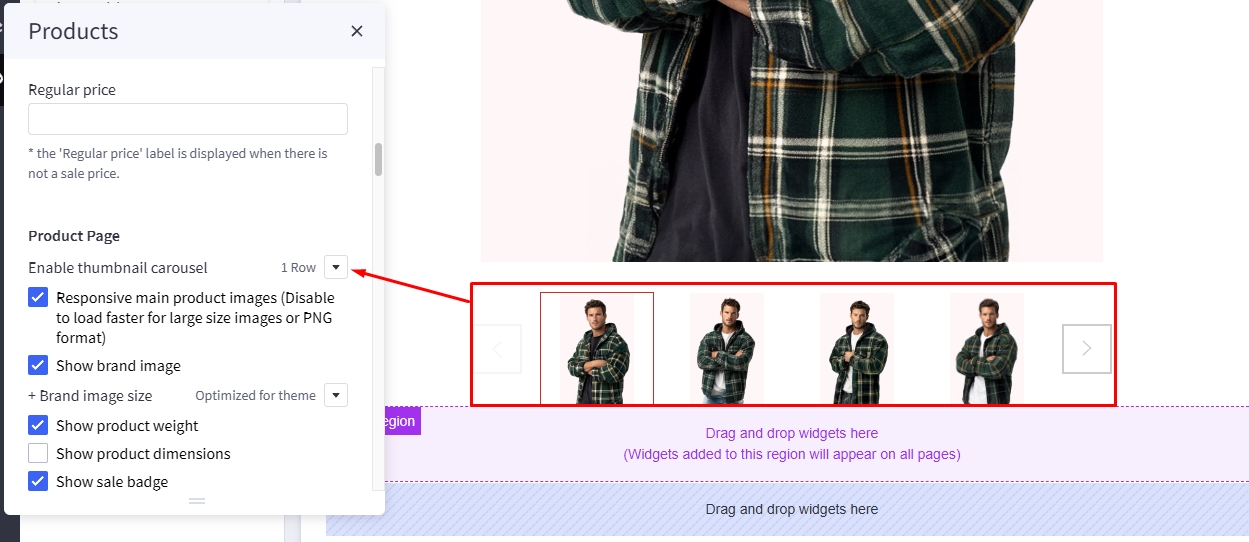 Products
Regular price
* the 'Regular price' label is displayed when there is
not a sale price.
Product Page
Enable thumbnail carousel 1 Row
Responsive main product images (Disable
to load faster for large size images or PNG
format)
Show brand image
+ Brand image size Optimized for theme
Show product weight
Show product dimensions
Show sale badge
egion
Drag and drop widgets here
(Widgets added to this region will appear on all pages)
Drag and drop widgets here